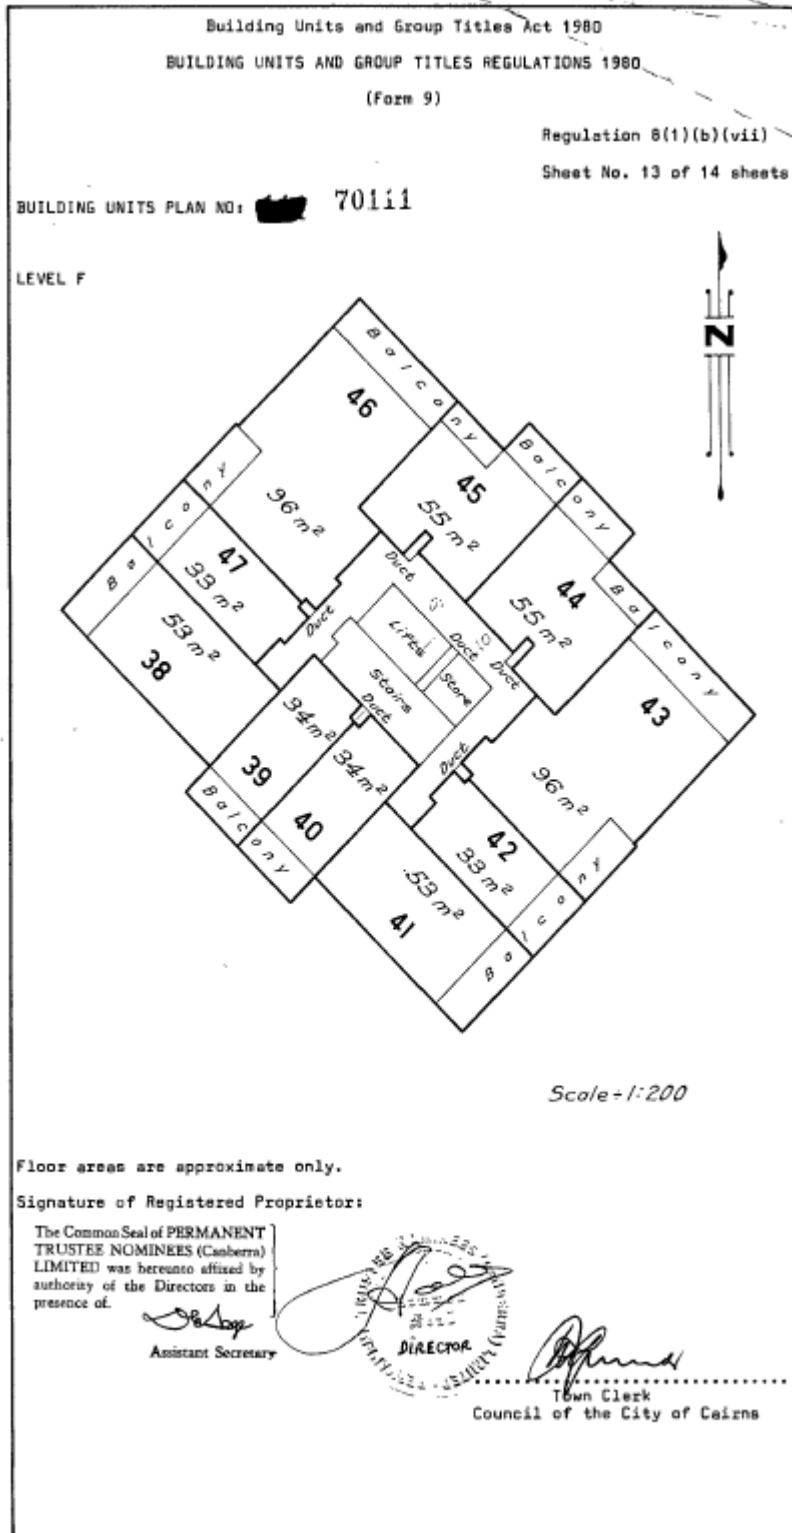 Building Units and Group Titles Act 1980
BUILDING UNITS AND GROUP TITLES REGULATIONS 1980
(Form 9)
Regulation 8(1)(b)(vii)
Sheet No. 13 of 14 sheets
BUILDING UNITS PLAN NO: 70111
LEVEL F
N
Balcony
46
96 m²
Balcony
45
55 m²
Balcony
44
55 m²
Balcony
43
96 m²
Balcony
47
33 m²
38
53 m²
Duct
Duct
Duct
Duct
Lifts
Store
Stairs
Duct
Duct
39
34 m²
40
34 m²
Balcony
42
33 m²
41
53 m²
Balcony
Scale÷1:200
Floor areas are approximate only.
Signature of Registered Proprietor:
The Common Seal of PERMANENT
TRUSTEE NOMINEES (Canberra)
LIMITED was hereunto affixed by
authority of the Directors in the
presence of.
Assistant Secretary
DIRECTOR
Town Clerk
Council of the City of Cairns